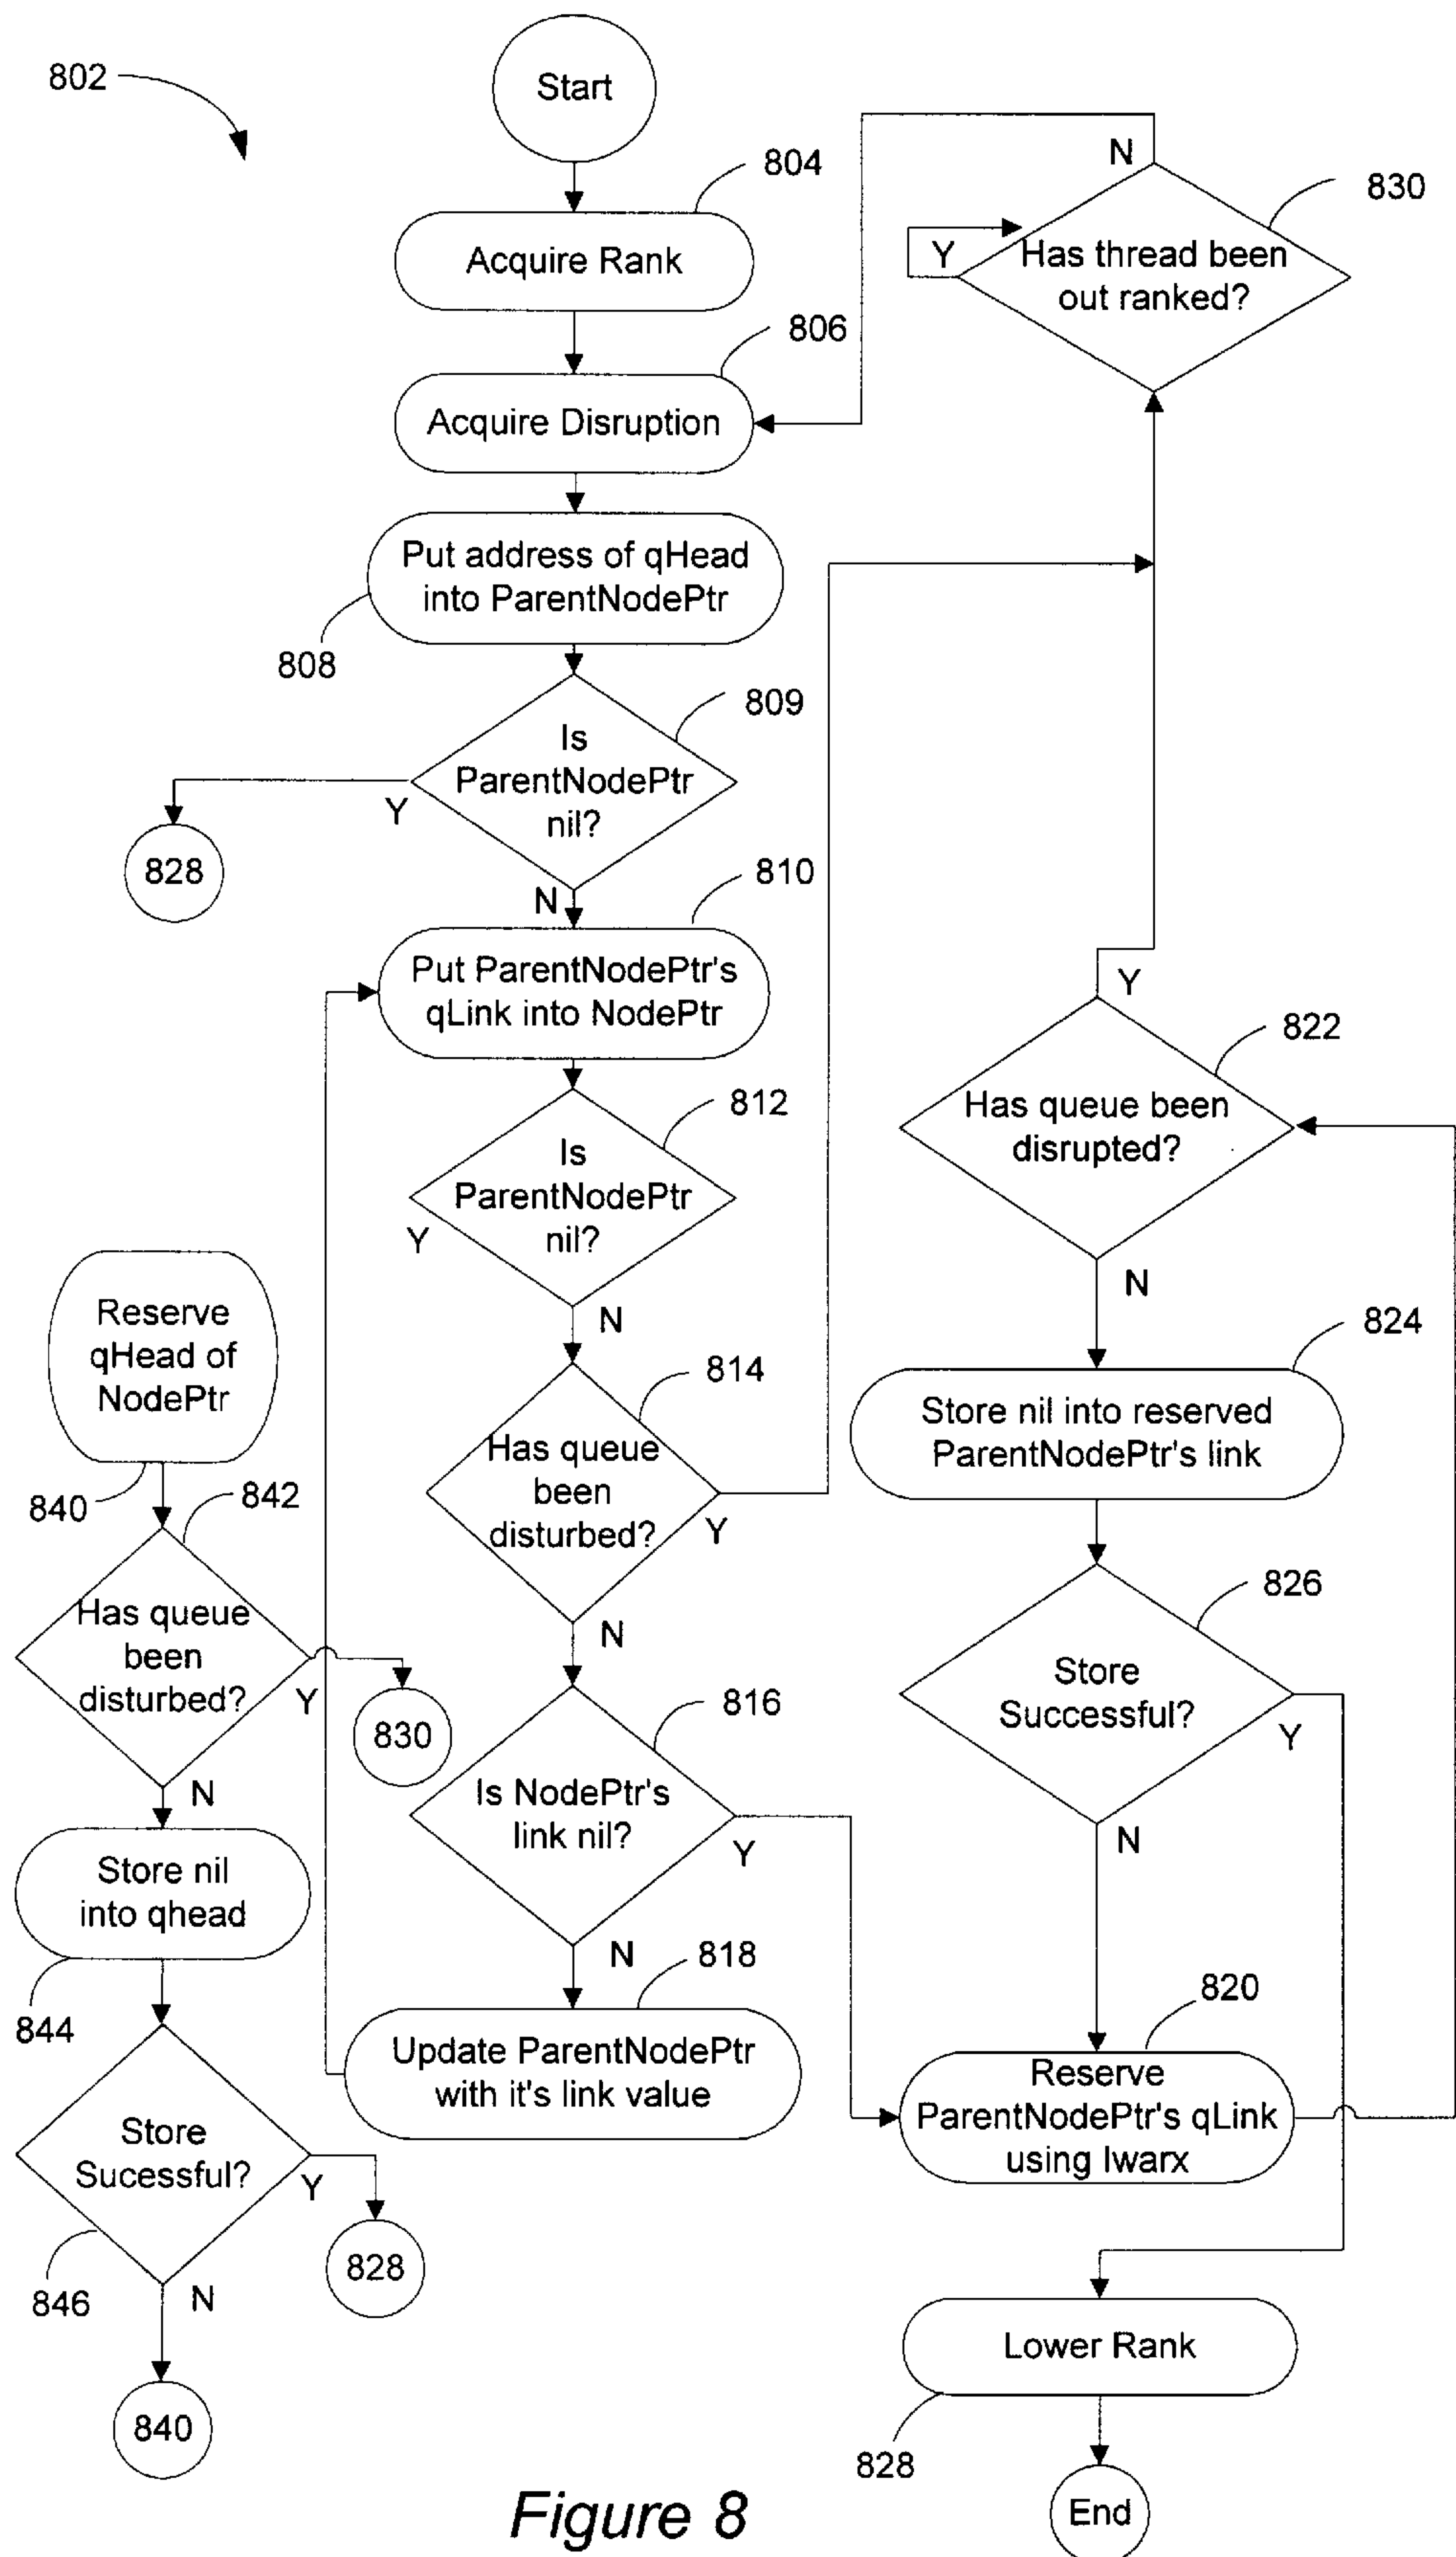 802
Start
804
Acquire Rank
806
Acquire Disruption
Put address of qHead
into ParentNodePtr
808
809
Is
ParentNodePtr
nil?
Y
828
N
810
Put ParentNodePtr's
qLink into NodePtr
812
Is
ParentNodePtr
nil?
Y
N
814
Has queue
been
disturbed?
Y
N
816
Is NodePtr's
link nil?
Y
N
818
Update ParentNodePtr
with it's link value
Reserve
qHead of
NodePtr
840
842
Has queue
been
disturbed?
Y
830
N
Store nil
into qhead
844
Store
Sucessful?
Y
828
846
N
840
N
830
Y
Has thread been
out ranked?
Y
822
Has queue been
disrupted?
N
824
Store nil into reserved
ParentNodePtr's link
826
Store
Successful?
Y
N
820
Reserve
ParentNodePtr's qLink
using lwarx
Lower Rank
828
End
Figure 8